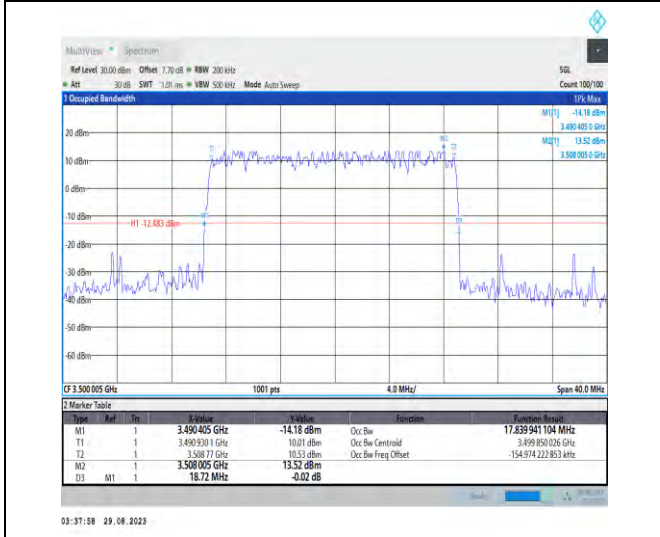 MultiView Spectrum
Ref Level 30.00 dBm Offset 7.70 dB RBW 200 kHz SGL
Att 30 dB SWT 1.01 ms VBW 500 kHz Mode Auto Sweep Count 100/100
1 Occupied Bandwidth 1Pk Max
M1[1] -14.18 dBm
3.490 405 0 GHz
M2[1] 13.52 dBm
3.508 005 0 GHz
20 dBm
M2
T1 T2
10 dBm
0 dBm
-10 dBm
M1
D3
H1 -12.483 dBm
-20 dBm
-30 dBm
-40 dBm
-50 dBm
-60 dBm
CF 3.500 005 GHz 1001 pts 4.0 MHz/ Span 40.0 MHz
2 Marker Table
Type Ref Trc X-Value Y-Value Function Function Result
M1 1 3.490 405 GHz -14.18 dBm Occ Bw 17.839 941 104 MHz
T1 1 3.490 930 1 GHz 10.01 dBm Occ Bw Centroid 3.499 850 026 GHz
T2 1 3.508 77 GHz 10.53 dBm Occ Bw Freq Offset -154.974 222 853 kHz
M2 1 3.508 005 GHz 13.52 dBm
D3 M1 1 18.72 MHz -0.02 dB
03:37:58 29.08.2023